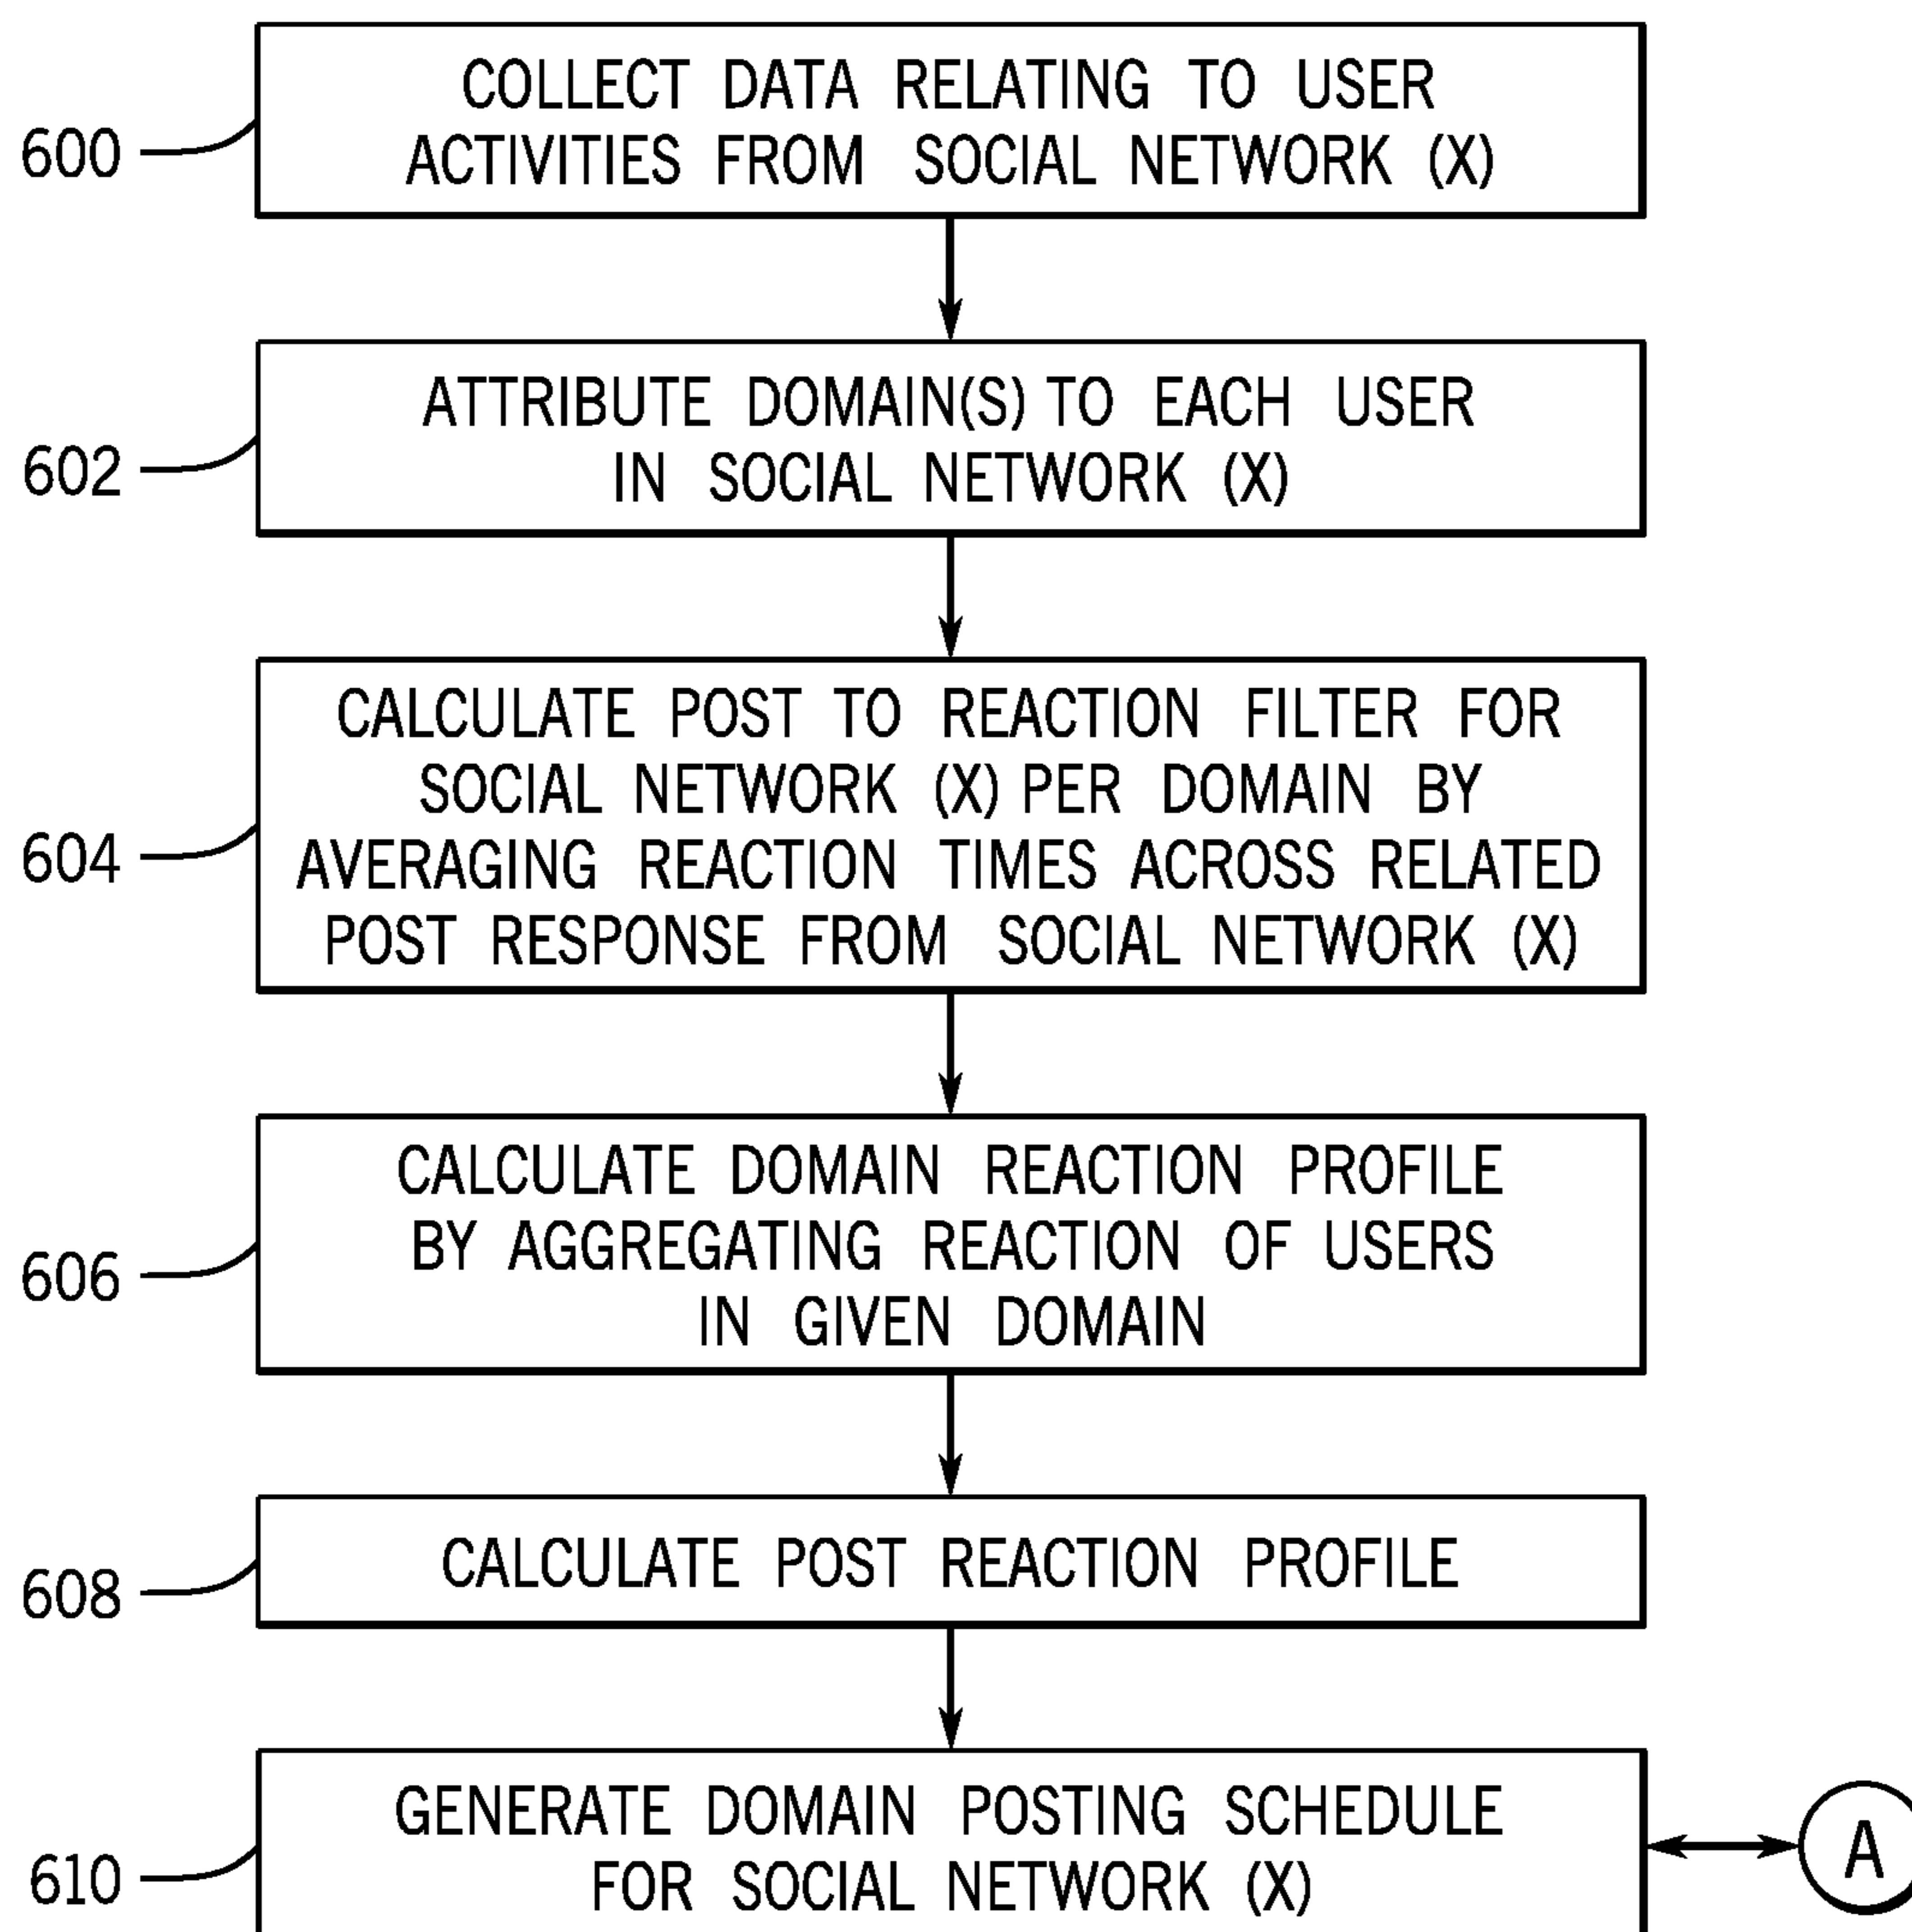 COLLECT DATA RELATING TO USER
ACTIVITIES FROM SOCIAL NETWORK (X)
600
ATTRIBUTE DOMAIN(S) TO EACH USER
IN SOCIAL NETWORK (X)
602
CALCULATE POST TO REACTION FILTER FOR
SOCIAL NETWORK (X) PER DOMAIN BY
AVERAGING REACTION TIMES ACROSS RELATED
POST RESPONSE FROM SOCIAL NETWORK (X)
604
CALCULATE DOMAIN REACTION PROFILE
BY AGGREGATING REACTION OF USERS
IN GIVEN DOMAIN
606
CALCULATE POST REACTION PROFILE
608
GENERATE DOMAIN POSTING SCHEDULE
FOR SOCIAL NETWORK (X)
610
A